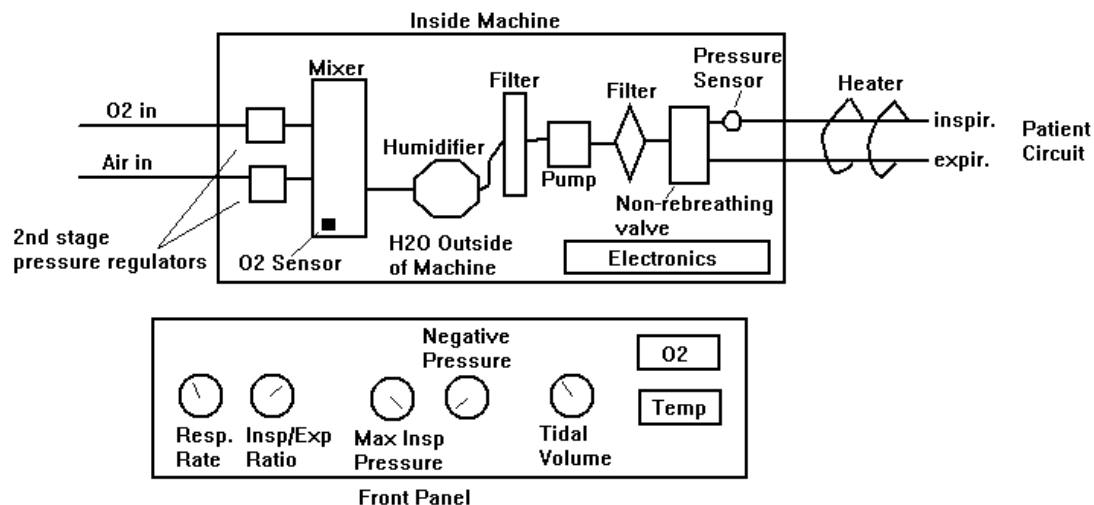 Inside Machine
Mixer
Filter
Pressure
Sensor
Filter
Heater
O2 in
inspir.
Patient
Circuit
Humidifier
Air in
expir.
Pump
Non-rebreathing
valve
2nd stage
pressure regulators
O2 Sensor
H2O Outside
of Machine
Electronics
Negative
Pressure
O2
Temp
Resp.
Rate
Insp/Exp
Ratio
Max Insp
Pressure
Tidal
Volume
Front Panel